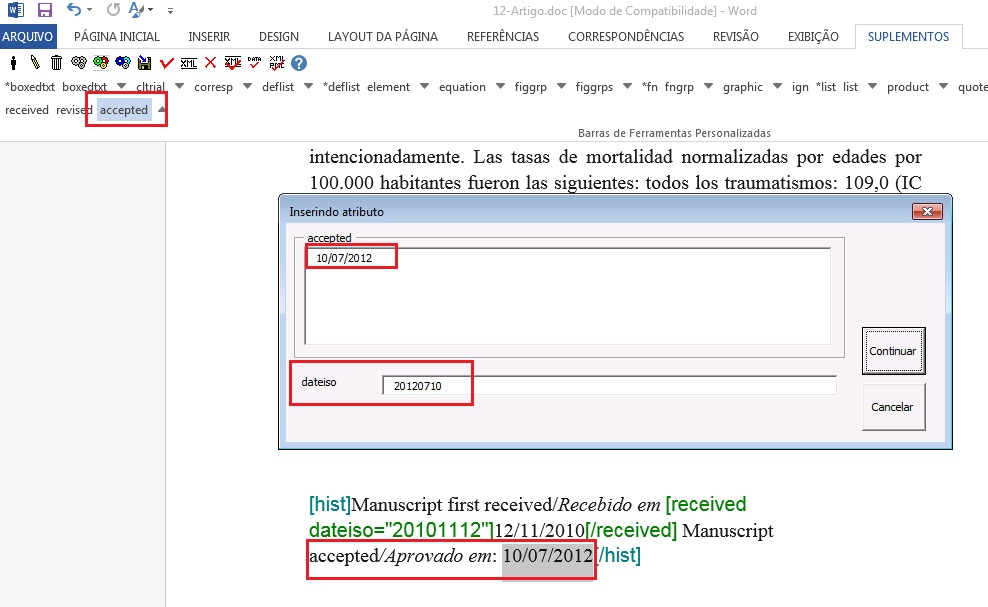 12-Artigo.doc [Modo de Compatibilidade] - Word
ARQUIVO PÁGINA INICIAL INSERIR DESIGN LAYOUT DA PÁGINA REFERÊNCIAS CORRESPONDÊNCIAS REVISÃO EXIBIÇÃO SUPLEMENTOS
*boxedtxt boxedtxt cltrial corresp deflist *deflist element equation figgrp figgrps *fn fngrp graphic ign *list list product quote
received revised accepted
Barras de Ferramentas Personalizadas
intencionadamente. Las tasas de mortalidad normalizadas por edades por
100.000 habitantes fueron las siguientes: todos los traumatismos: 109,0 (IC
Inserindo atributo
accepted
10/07/2012
Continuar
dateiso 20120710
Cancelar
[hist]Manuscript first received/Recebido em [received
dateiso="20101112"]12/11/2010[/received] Manuscript
accepted/Aprovado em: 10/07/2012[/hist]